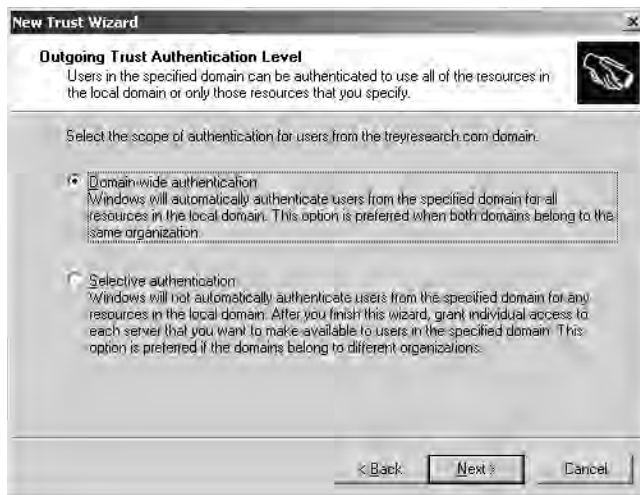 New Trust Wizard
Outgoing Trust Authentication Level
Users in the specified domain can be authenticated to use all of the resources in
the local domain or only those resources that you specify.
Select the scope of authentication for users from the treyresearch.com domain.
Domain-wide authentication
Windows will automatically authenticate users from the specified domain for all
resources in the local domain. This option is preferred when both domains belong to the
same organization.
Selective authentication
Windows will not automatically authenticate users from the specified domain for any
resources in the local domain. After you finish this wizard, grant individual access to
each server that you want to make available to users in the specified domain. This
option is preferred if the domains belong to different organizations.
< Back Next > Cancel